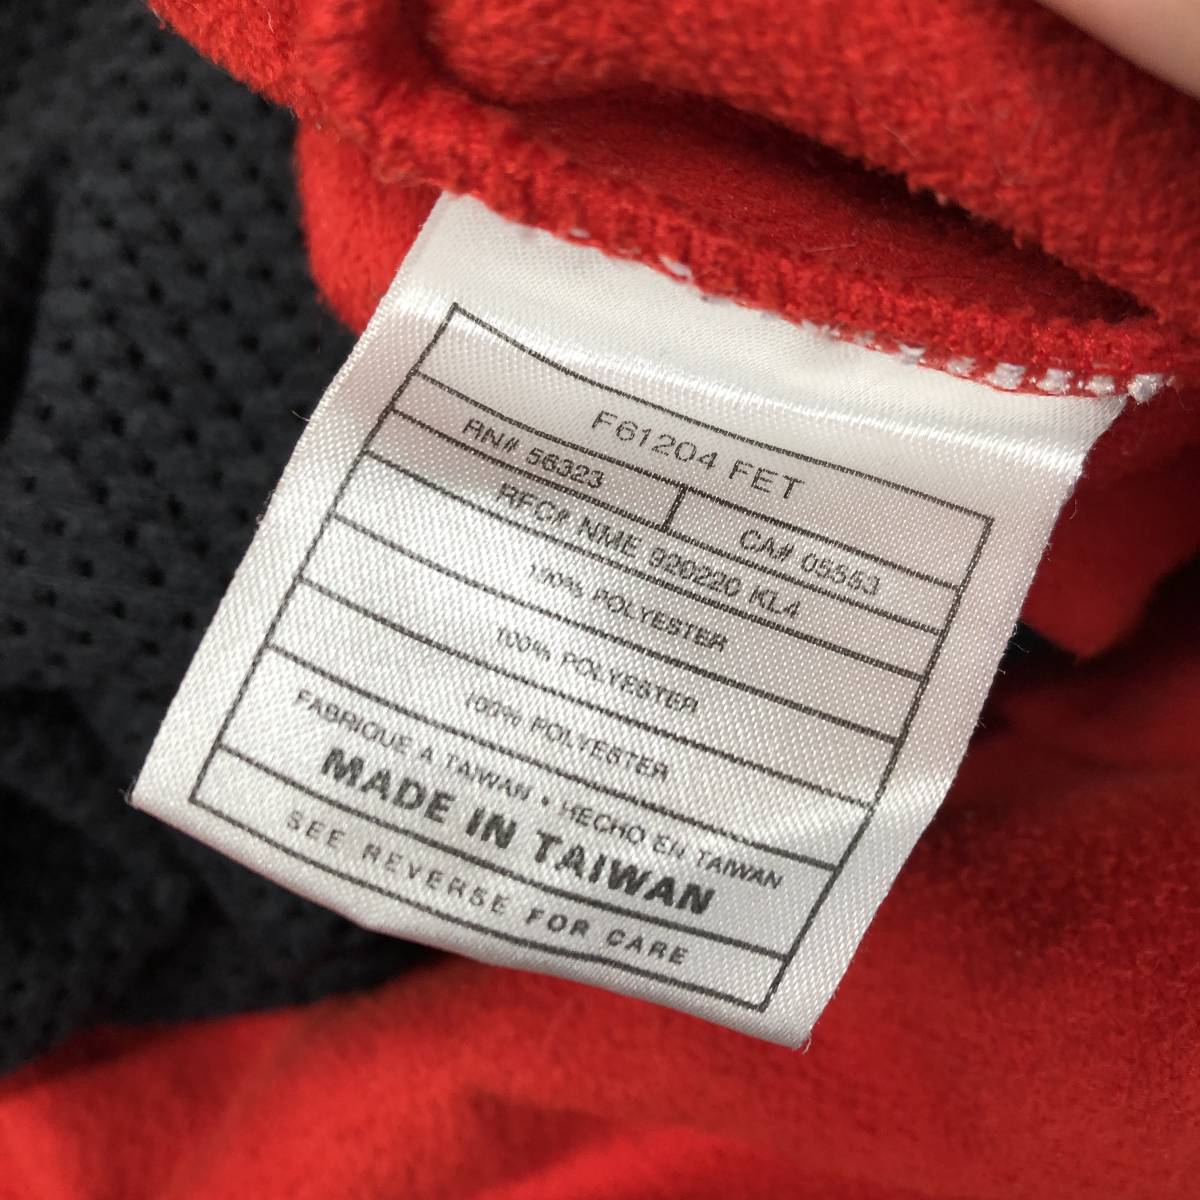 F61204 FET
RN# 56323 CA# 05553
RFC# NME 920220 KL4
100% POLYESTER
100% POLYESTER
100% POLYESTER
FABRIQUE A TAIWAN • HECHO EN TAIWAN
MADE IN TAIWAN
SEE REVERSE FOR CARE